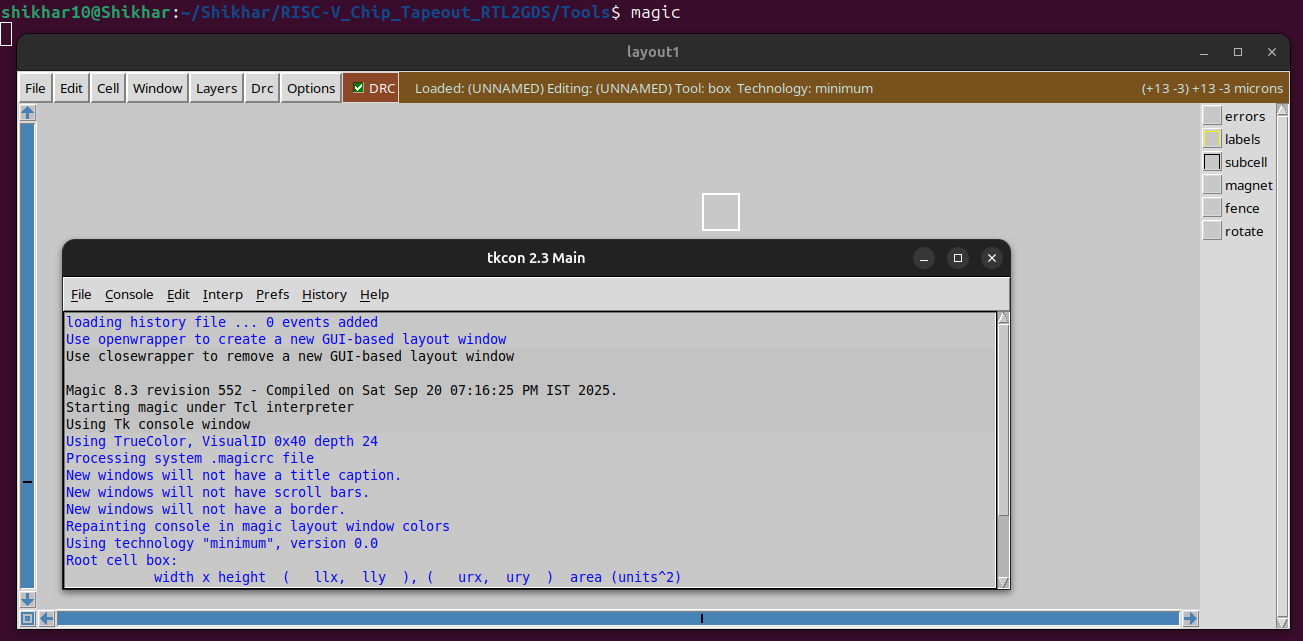 shikhar10@Shikhar:~/Shikhar/RISC-V_Chip_Tapeout_RTL2GDS/Tools$ magic
layout1
File Edit Cell Window Layers Drc Options DRC Loaded: (UNNAMED) Editing: (UNNAMED) Tool: box Technology: minimum (+13 -3) +13 -3 microns
errors
labels
subcell
magnet
fence
rotate
tkcon 2.3 Main
File Console Edit Interp Prefs History Help
loading history file ... 0 events added
Use openwrapper to create a new GUI-based layout window
Use closewrapper to remove a new GUI-based layout window
Magic 8.3 revision 552 - Compiled on Sat Sep 20 07:16:25 PM IST 2025.
Starting magic under Tcl interpreter
Using Tk console window
Using TrueColor, VisualID 0x40 depth 24
Processing system .magicrc file
New windows will not have a title caption.
New windows will not have scroll bars.
New windows will not have a border.
Repainting console in magic layout window colors
Using technology "minimum", version 0.0
Root cell box:
width x height ( llx, lly ), ( urx, ury ) area (units^2)